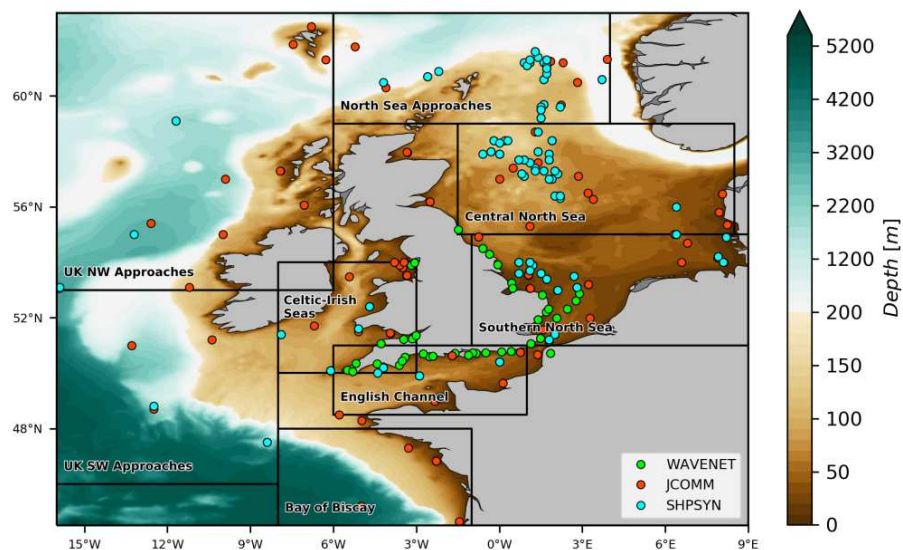 60°N
56°N
52°N
48°N
15°W
12°W
9°W
6°W
3°W
0°W
3°E
6°E
9°E
North Sea Approaches
Central North Sea
UK NW Approaches
Celtic-Irish
Seas
Southern North Sea
English Channel
UK SW Approaches
Bay of Biscay
WAVENET
JCOMM
SHPSYN
5200
4200
3200
2200
1200
200
150
100
50
0
Depth [m]